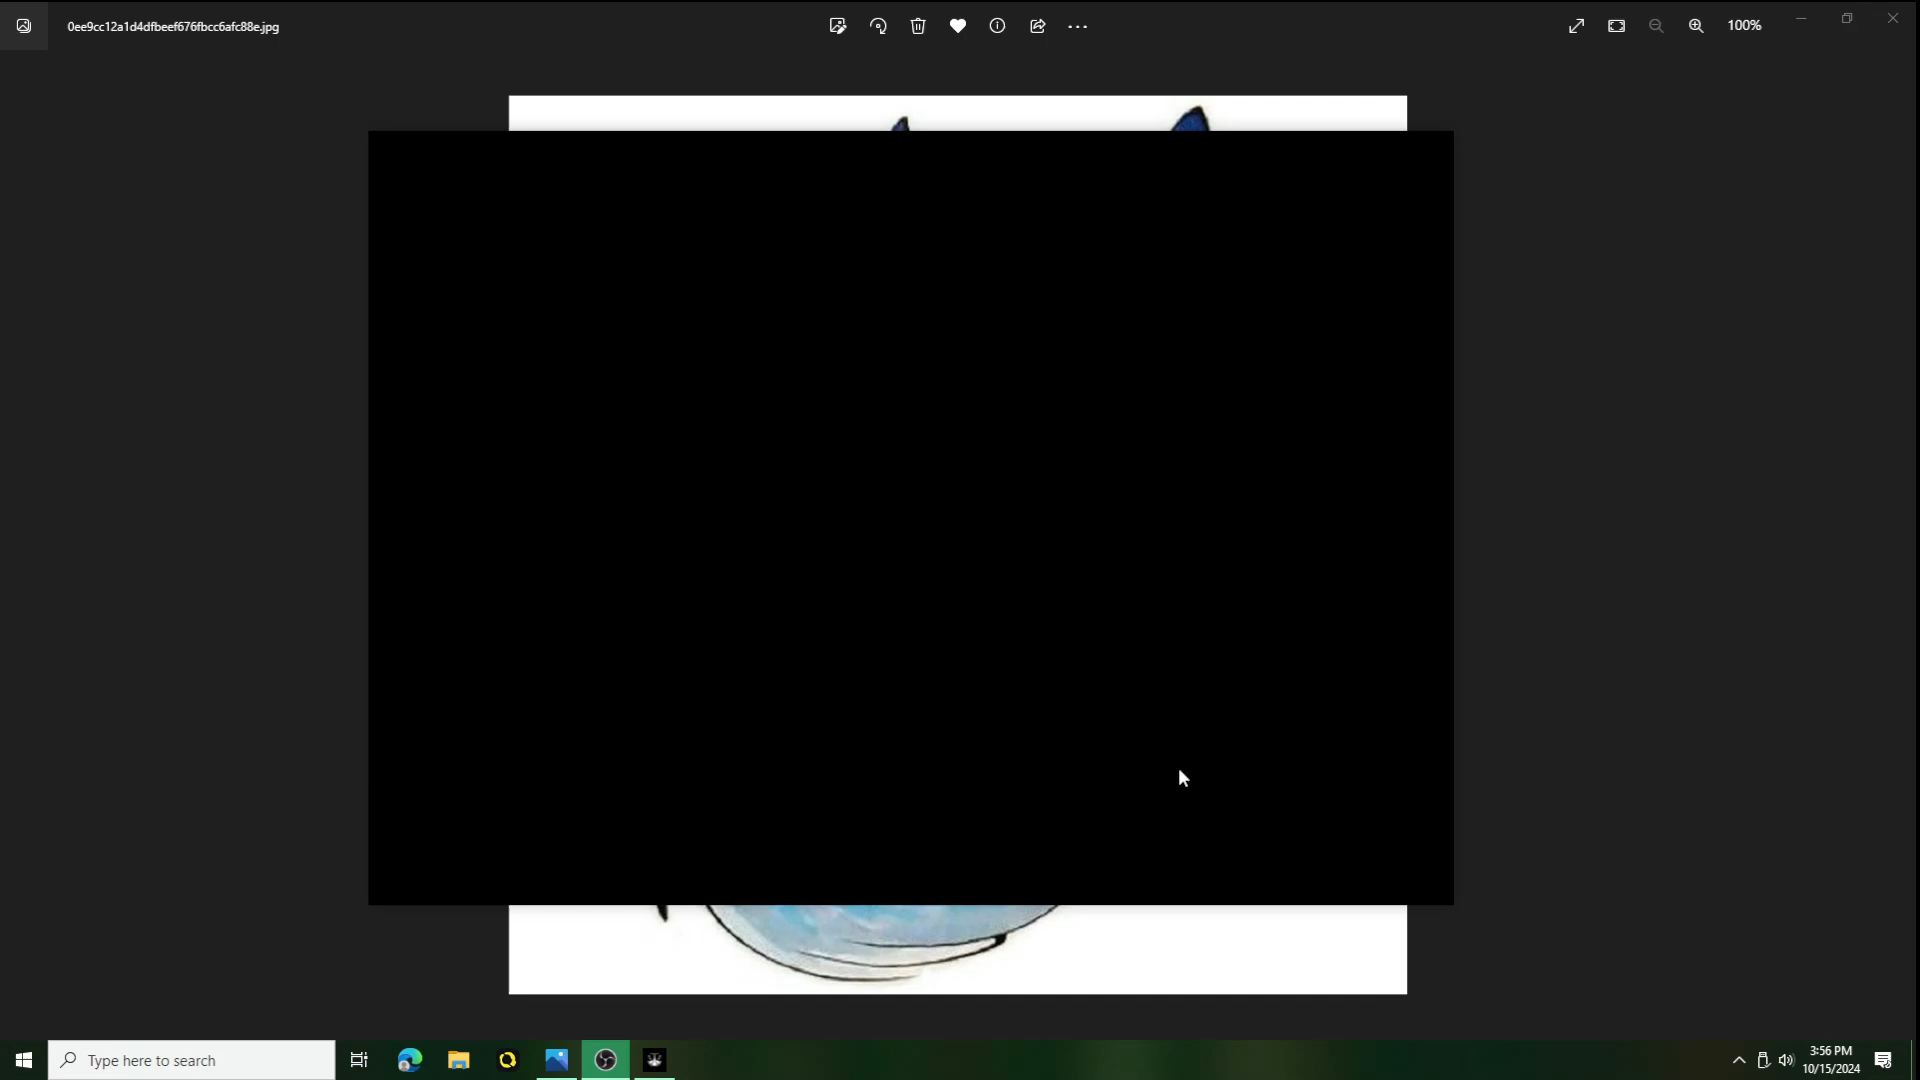 0ee9cc12a1d4dfbeef676fbcc6afc88e.jpg
100%
Type here to search
3:56 PM
10/15/2024